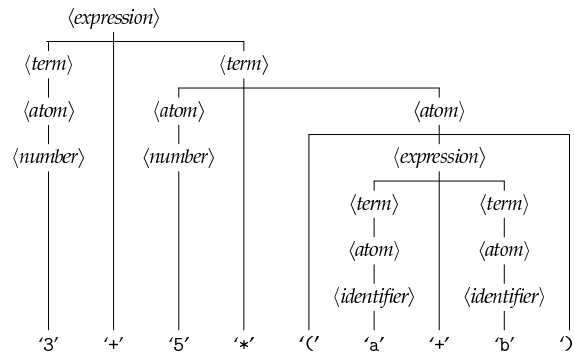 ⟨expression⟩
⟨term⟩ ⟨term⟩
⟨atom⟩ ⟨atom⟩ ⟨atom⟩
⟨number⟩ ⟨number⟩ ⟨expression⟩
⟨term⟩ ⟨term⟩
⟨atom⟩ ⟨atom⟩
⟨identifier⟩ ⟨identifier⟩
‘3’ ‘+’ ‘5’ ‘*’ ‘(’ ‘a’ ‘+’ ‘b’ ‘)